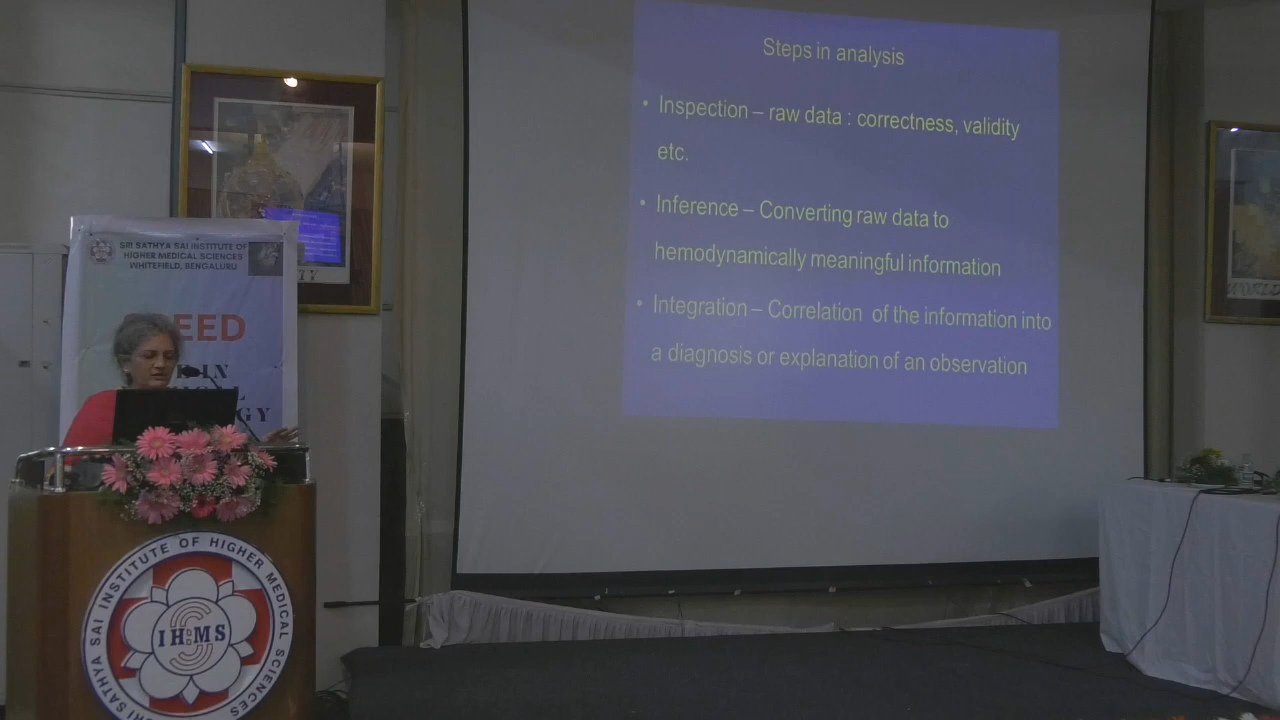 Steps in analysis
• Inspection – raw data : correctness, validity
etc.
• Inference – Converting raw data to
hemodynamically meaningful information
• Integration – Correlation of the information into
a diagnosis or explanation of an observation
SRI SATHYA SAI INSTITUTE OF
HIGHER MEDICAL SCIENCES
WHITEFIELD, BENGALURU
EED
IN
GY
SRI SATHYA SAI INSTITUTE OF HIGHER MEDICAL SCIENCES
IHMS